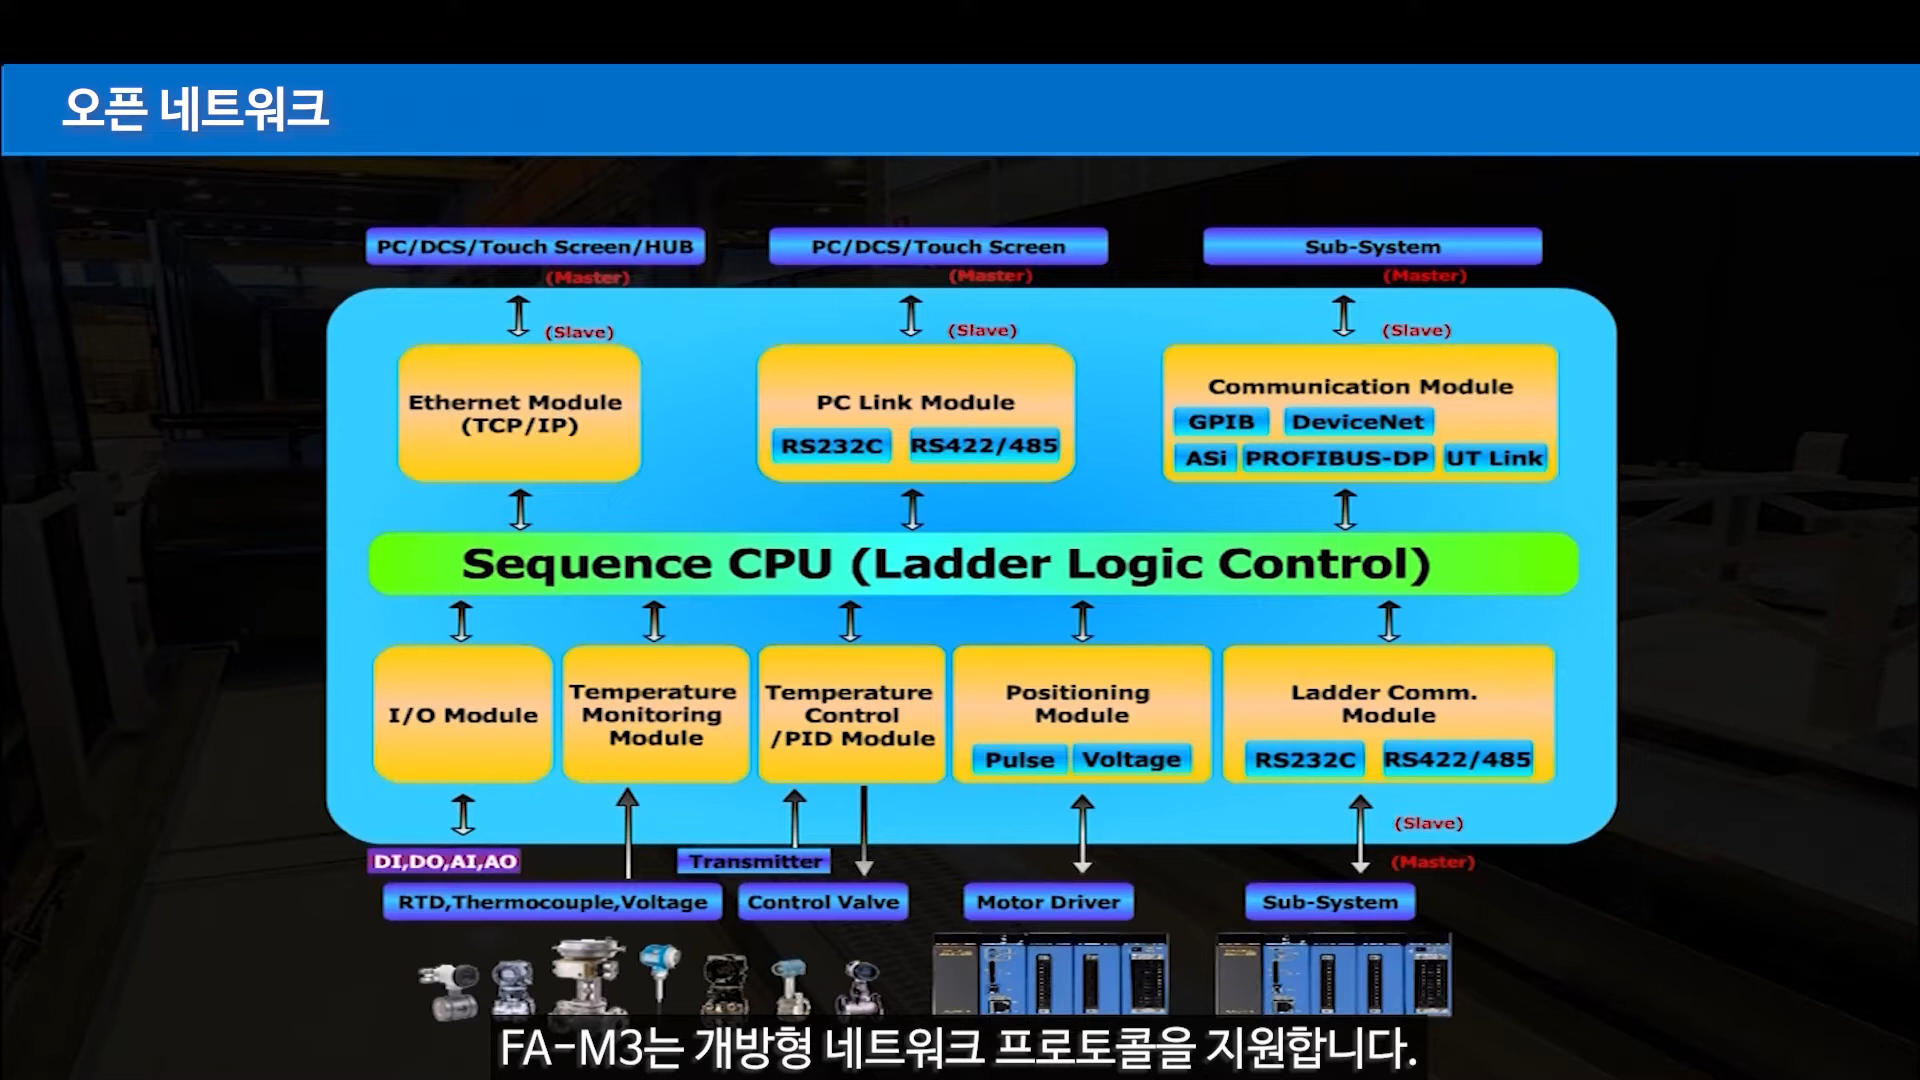 오픈 네트워크
PC/DCS/Touch Screen/HUB
PC/DCS/Touch Screen
Sub-System
(Master)
(Master)
(Master)
(Slave)
(Slave)
(Slave)
Ethernet Module
(TCP/IP)
PC Link Module
RS232C
RS422/485
Communication Module
GPIB
DeviceNet
ASi
PROFIBUS-DP
UT Link
Sequence CPU (Ladder Logic Control)
I/O Module
Temperature
Monitoring
Module
Temperature
Control
/PID Module
Positioning
Module
Pulse
Voltage
Ladder Comm.
Module
RS232C
RS422/485
(Slave)
(Master)
DI,DO,AI,AO
Transmitter
RTD,Thermocouple,Voltage
Control Valve
Motor Driver
Sub-System
FA-M3는 개방형 네트워크 프로토콜을 지원합니다.